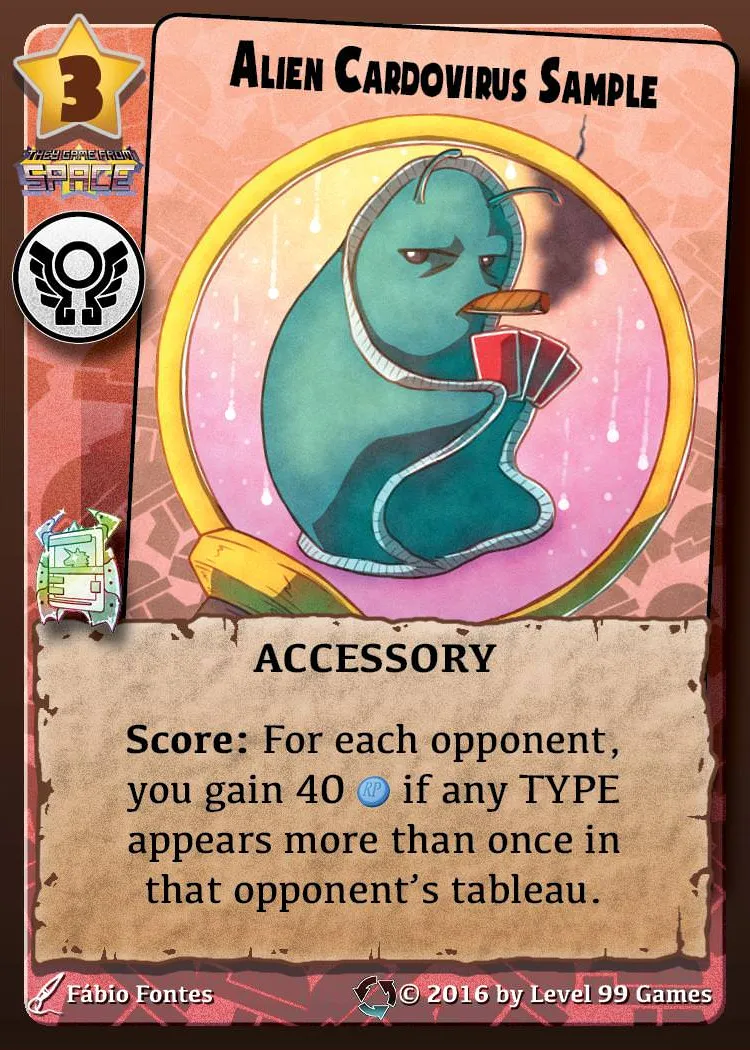 3
ALIEN CARDOVIRUS SAMPLE
THEY CAME FROM
SPACE
ACCESSORY
Score: For each opponent,
you gain 40 RP if any TYPE
appears more than once in
that opponent's tableau.
Fábio Fontes
© 2016 by Level 99 Games